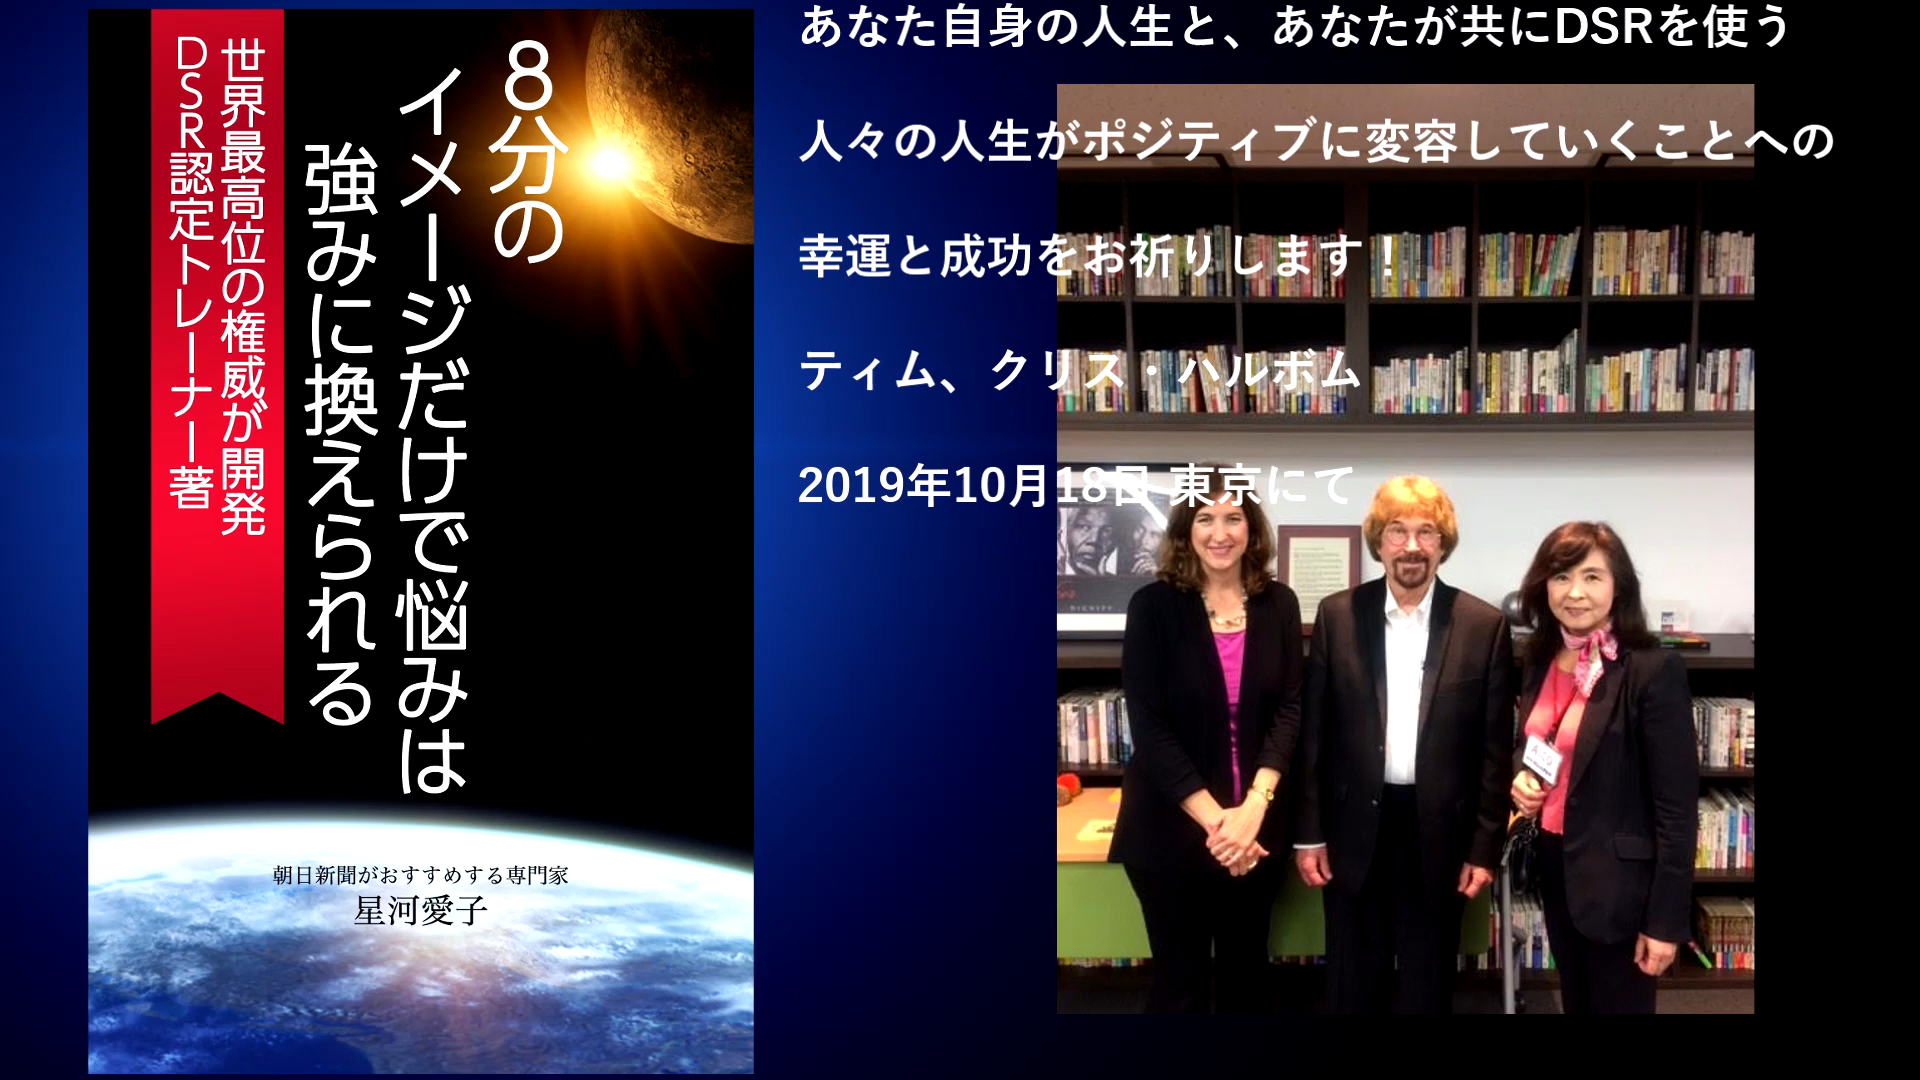 8分の
イメージだけで悩みは
強みに換えられる
世界最高位の権威が開発
DSR認定トレーナー著
朝日新聞がおすすめする専門家
星河愛子
あなた自身の人生と、あなたが共にDSRを使う
人々の人生がポジティブに変容していくことへの
幸運と成功をお祈りします！
ティム、クリス・ハルボム
2019年10月18日 東京にて
DIGNITY